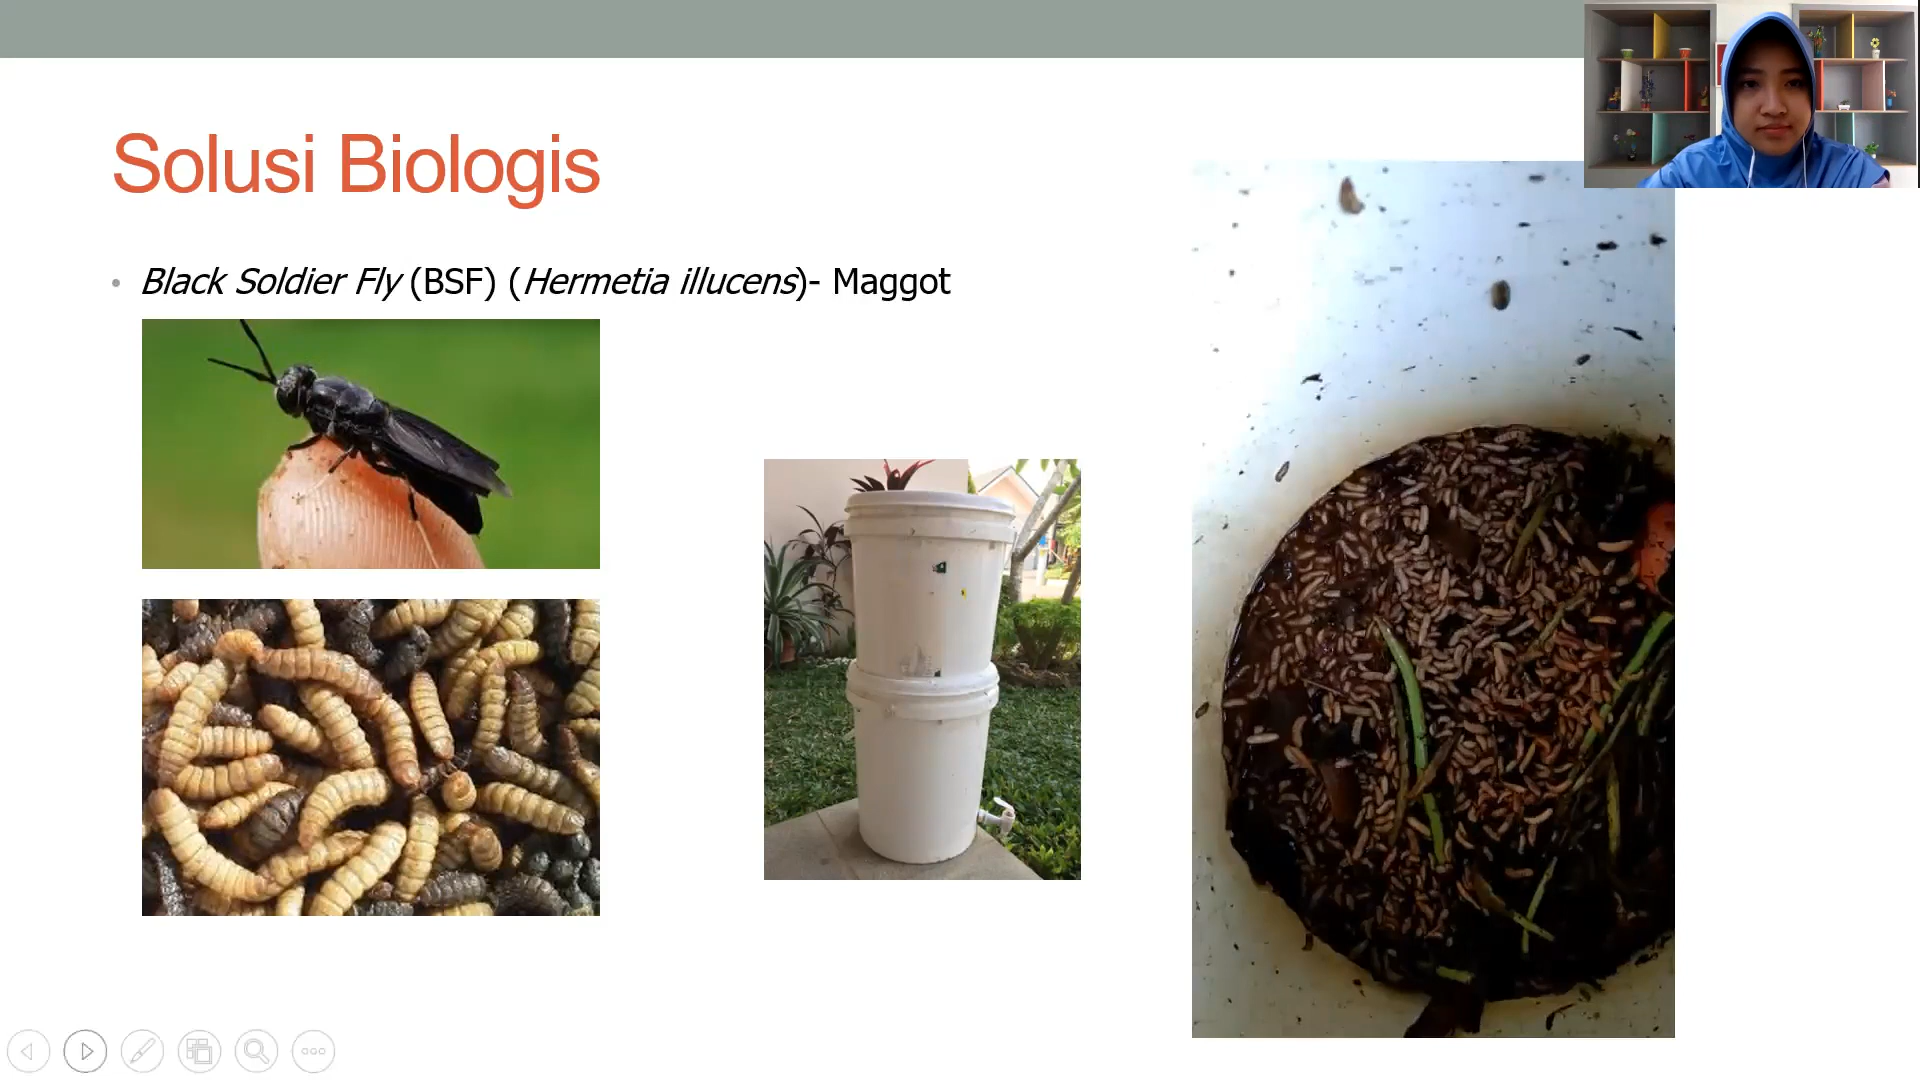 Solusi Biologis
• Black Soldier Fly (BSF) (Hermetia illucens)- Maggot